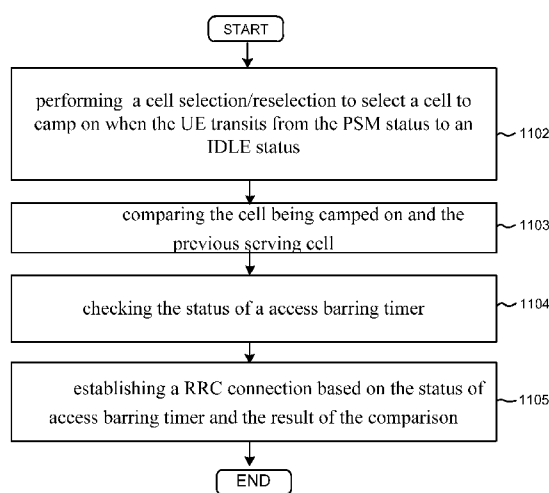 START
performing a cell selection/reselection to select a cell to
camp on when the UE transits from the PSM status to an
IDLE status
1102
comparing the cell being camped on and the
previous serving cell
1103
checking the status of a access barring timer
1104
establishing a RRC connection based on the status of
access barring timer and the result of the comparison
1105
END